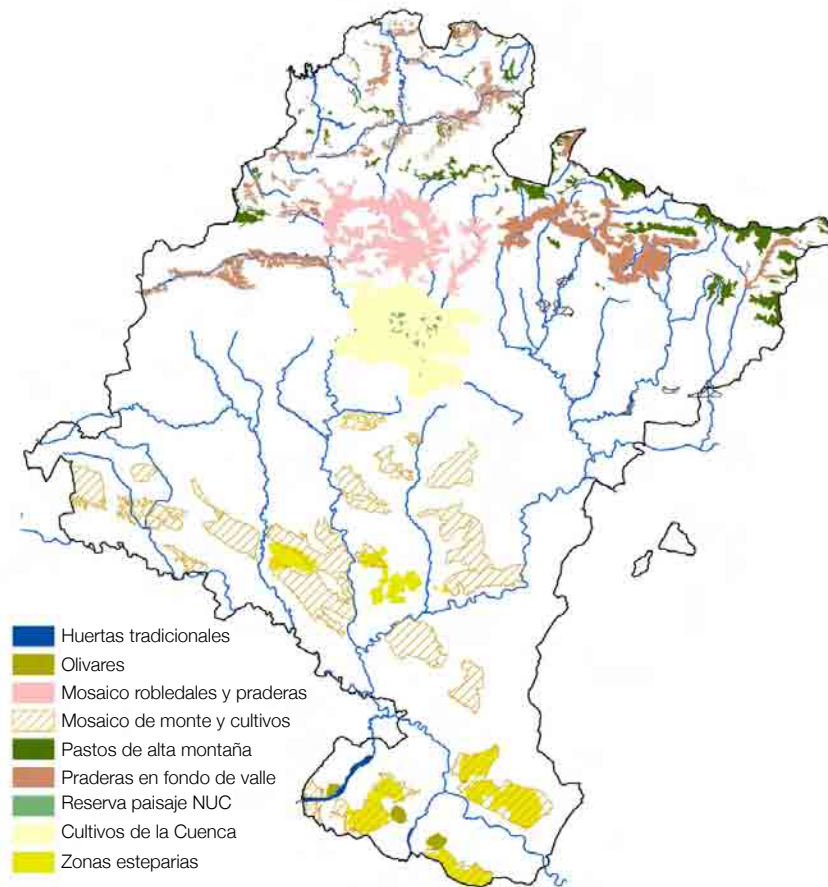 Huertas tradicionales
Olivares
Mosaico robledales y praderas
Mosaico de monte y cultivos
Pastos de alta montaña
Praderas en fondo de valle
Reserva paisaje NUC
Cultivos de la Cuenca
Zonas esteparias